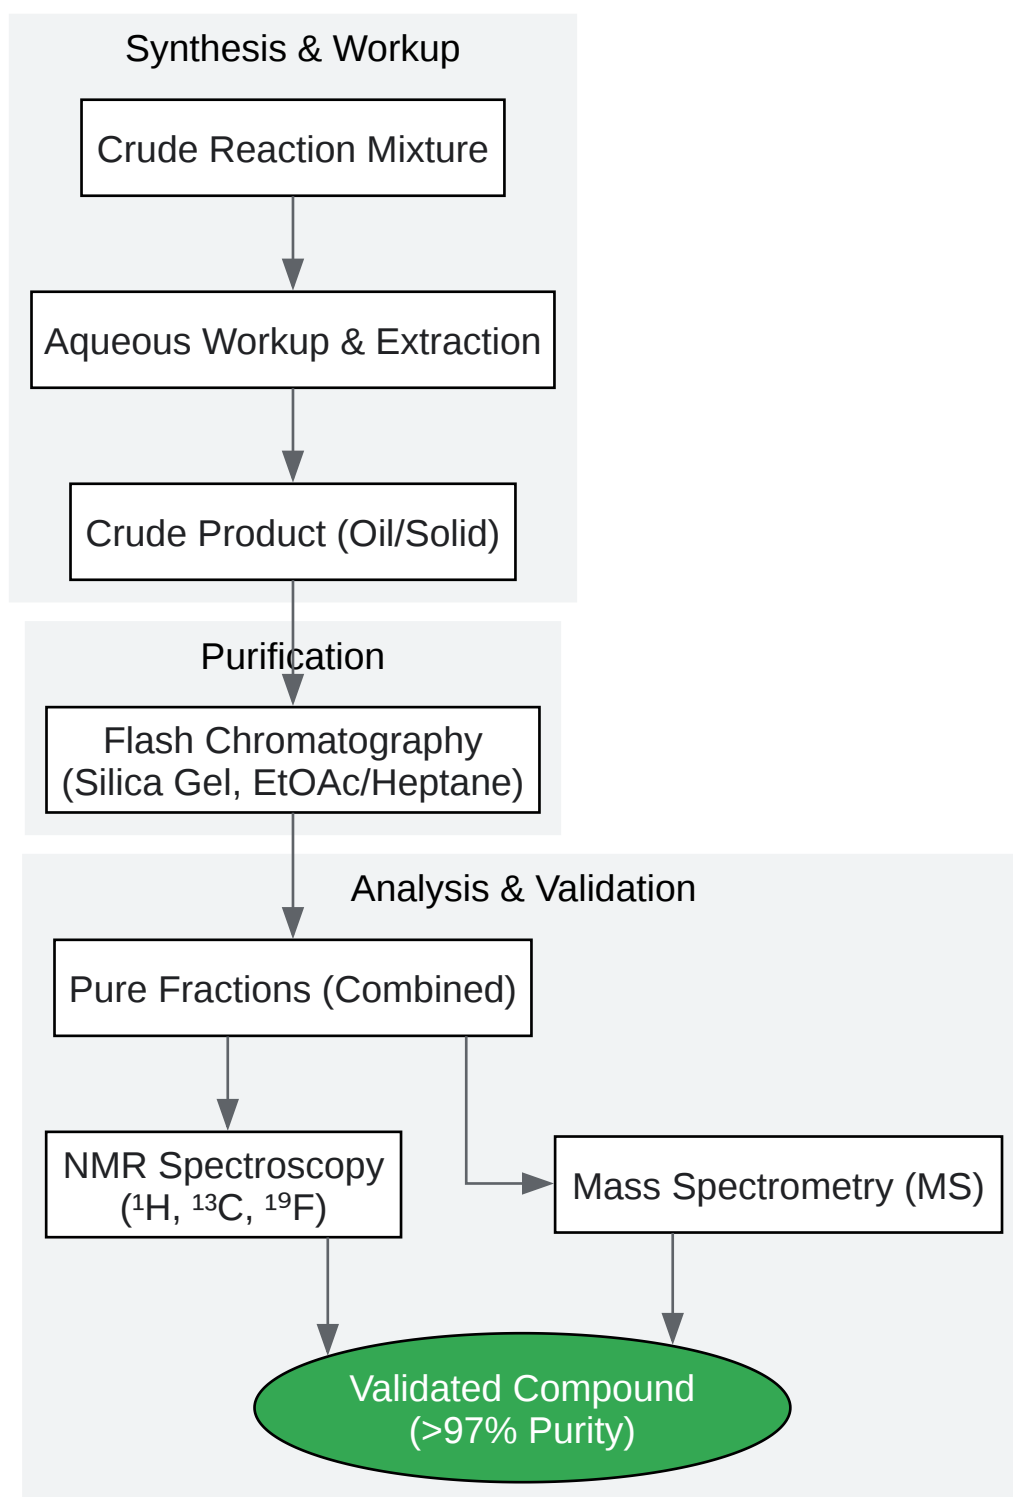 Synthesis & Workup
Crude Reaction Mixture
Aqueous Workup & Extraction
Crude Product (Oil/Solid)
Purification
Flash Chromatography
(Silica Gel, EtOAc/Heptane)
Analysis & Validation
Pure Fractions (Combined)
NMR Spectroscopy
(¹H, ¹³C, ¹⁹F)
Mass Spectrometry (MS)
Validated Compound
(>97% Purity)